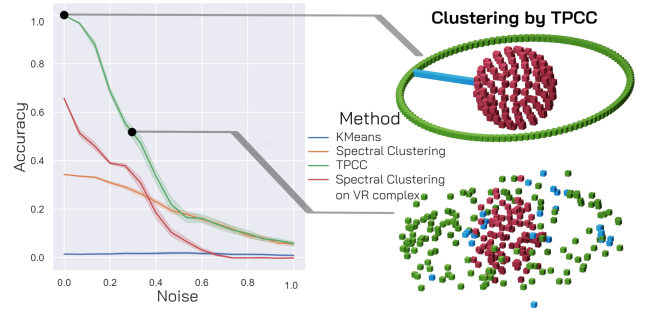 Clustering by TPCC
Accuracy
1.0
0.8
0.6
0.4
0.2
0.0
0.0
0.2
0.4
0.6
0.8
1.0
Noise
Method
KMeans
Spectral Clustering
TPCC
Spectral Clustering
on VR complex